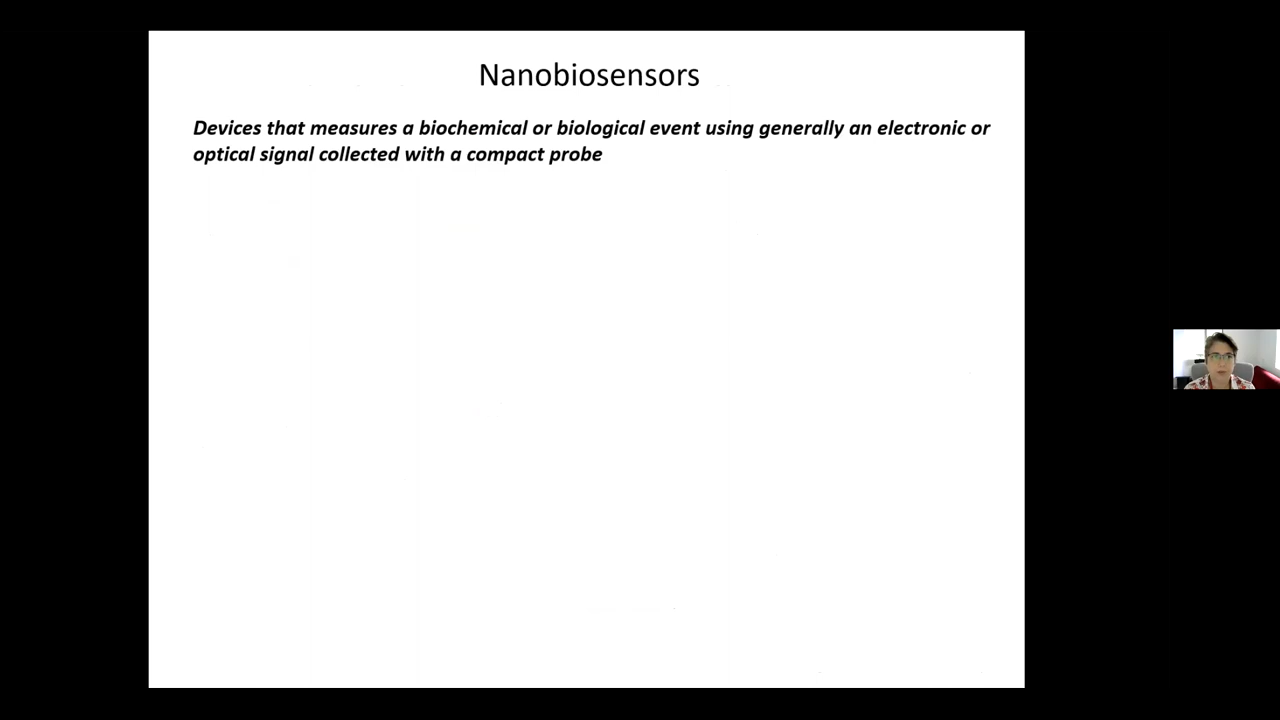 Nanobiosensors
Devices that measures a biochemical or biological event using generally an electronic or
optical signal collected with a compact probe